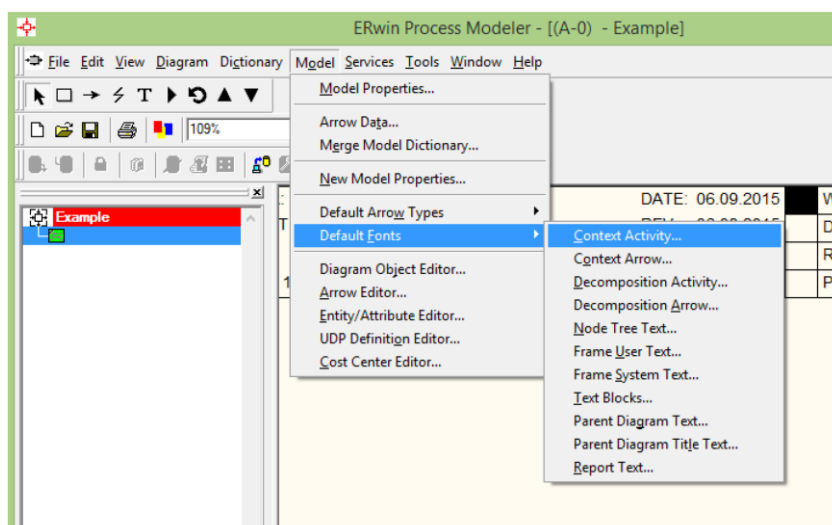 ERwin Process Modeler - [(A-0) - Example]
File Edit View Diagram Dictionary Model Services Tools Window Help
Model Properties...
109%
Arrow Data...
Merge Model Dictionary...
New Model Properties...
DATE: 06.09.2015
Example
Default Arrow Types
Default Fonts
Context Activity...
Context Arrow...
Diagram Object Editor...
Decomposition Activity...
Arrow Editor...
Decomposition Arrow...
Entity/Attribute Editor...
Node Tree Text...
UDP Definition Editor...
Frame User Text...
Cost Center Editor...
Frame System Text...
Text Blocks...
Parent Diagram Text...
Parent Diagram Title Text...
Report Text...